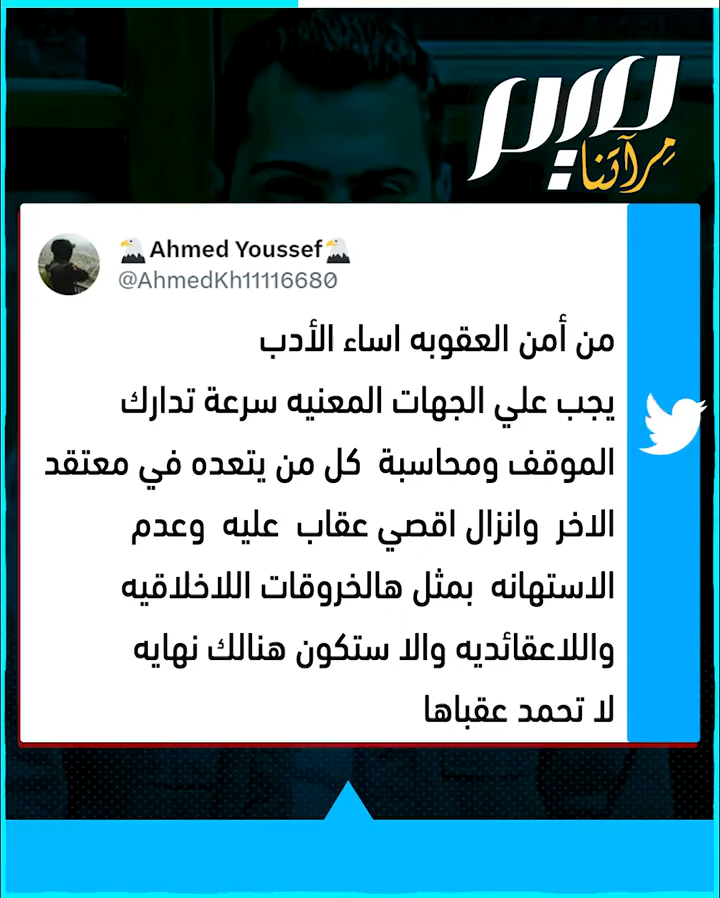 مرآتنا
🦅Ahmed Youssef🦅
@AhmedKh11116680
من أمن العقوبه اساء الأدب
يجب علي الجهات المعنيه سرعة تدارك
الموقف ومحاسبة كل من يتعده في معتقد
الاخر وانزال اقصي عقاب عليه وعدم
الاستهانه بمثل هالخروقات اللاخلاقيه
واللاعقائديه والا ستكون هنالك نهايه
لا تحمد عقباها